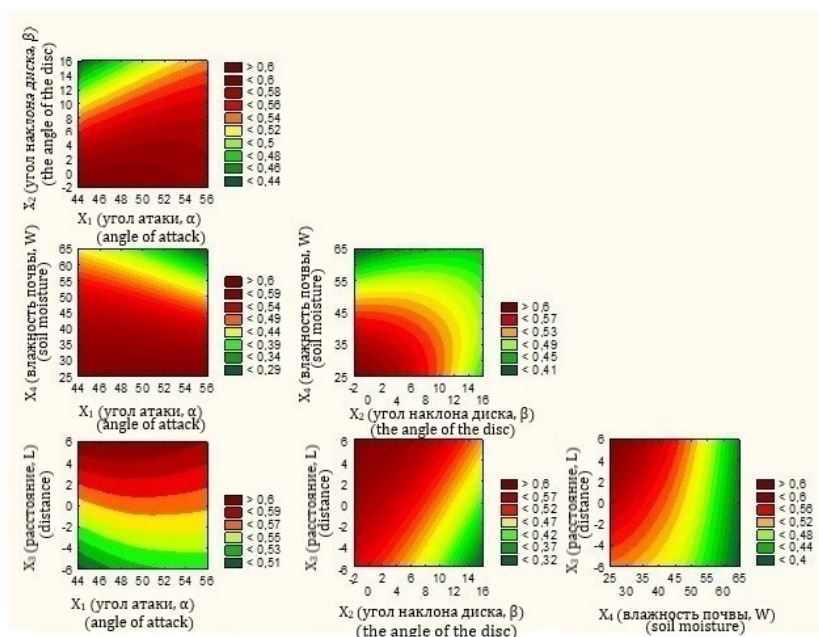 X₂ (угол наклона диска, β)
(the angle of the disc)
16
14
12
10
8
6
4
2
0
-2
44 46 48 50 52 54 56
> 0,6
< 0,6
< 0,58
< 0,56
< 0,54
< 0,52
< 0,5
< 0,48
< 0,46
< 0,44
X₁ (угол атаки, α)
(angle of attack)
X₄ (влажность почвы, W)
(soil moisture)
65
55
45
35
30
25
44 46 48 50 52 54 56
> 0,6
< 0,59
< 0,54
< 0,49
< 0,44
< 0,39
< 0,34
< 0,29
X₁ (угол атаки, α)
(angle of attack)
X₄ (влажность почвы, W)
(soil moisture)
65
55
45
35
25
-2 0 4 6 8 10 12 14 16
> 0,6
< 0,57
< 0,53
< 0,49
< 0,45
< 0,41
X₂ (угол наклона диска, β)
(the angle of the disc)
X₃ (расстояние, L)
(distance)
6
4
2
0
-2
-4
-6
44 46 48 50 52 54 56
> 0,6
< 0,59
< 0,57
< 0,55
< 0,53
< 0,51
X₁ (угол атаки, α)
(angle of attack)
X₃ (расстояние, L)
(distance)
6
4
2
0
-2
-4
-6
-2 0 4 6 8 10 12 14 16
> 0,6
< 0,57
< 0,52
< 0,47
< 0,42
< 0,37
< 0,32
X₂ (угол наклона диска, β)
(the angle of the disc)
X₃ (расстояние, L)
(distance)
6
4
2
0
-2
-4
-6
25 30 35 40 45 50 55 60 65
> 0,6
< 0,6
< 0,56
< 0,52
< 0,48
< 0,44
< 0,4
X₄ (влажность почвы, W)
(soil moisture)